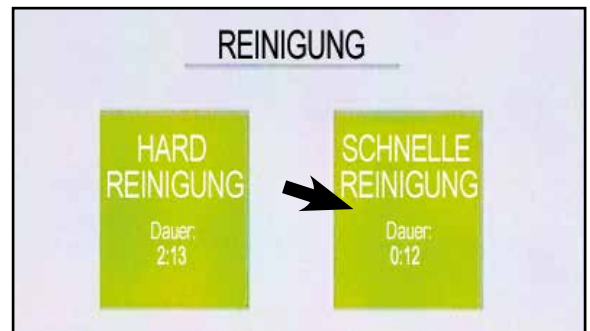 REINIGUNG
HARD
REINIGUNG
Dauer:
2:13
SCHNELLE
REINIGUNG
Dauer:
0:12